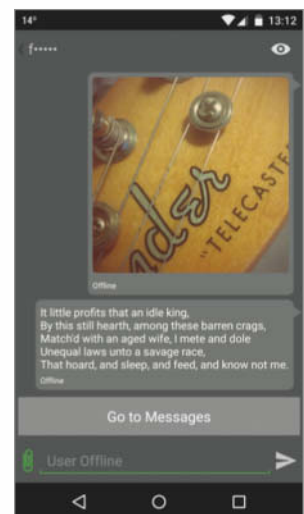 14°
13:12
f•••••
nder
"TELECASTER
Offline
It little profits that an idle king,
By this still hearth, among these barren crags,
Match'd with an aged wife, I mete and dole
Unequal laws unto a savage race,
That hoard, and sleep, and feed, and know not me.
Offline
Go to Messages
User Offline